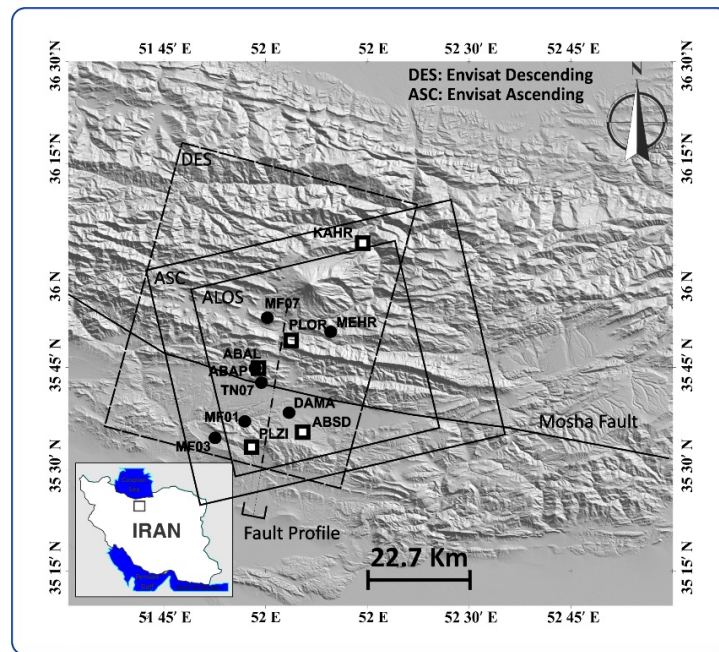 51 45' E
52 E
52 E
52 30' E
52 45' E
36 30' N
36 30' N
DES: Envisat Descending
ASC: Envisat Ascending
N
36 15' N
36 15' N
DES
KAHR
ASC
ALOS
36 N
36 N
MF07
PLOR
MEHR
ABAL
ABAP
TN07
35 45' N
35 45' N
DAMA
MF01
ABSD
PLZI
MF03
Mosha Fault
35 30' N
35 30' N
IRAN
Fault Profile
22.7 Km
35 15' N
35 15' N
51 45' E
52 E
52 E
52 30' E
52 45' E